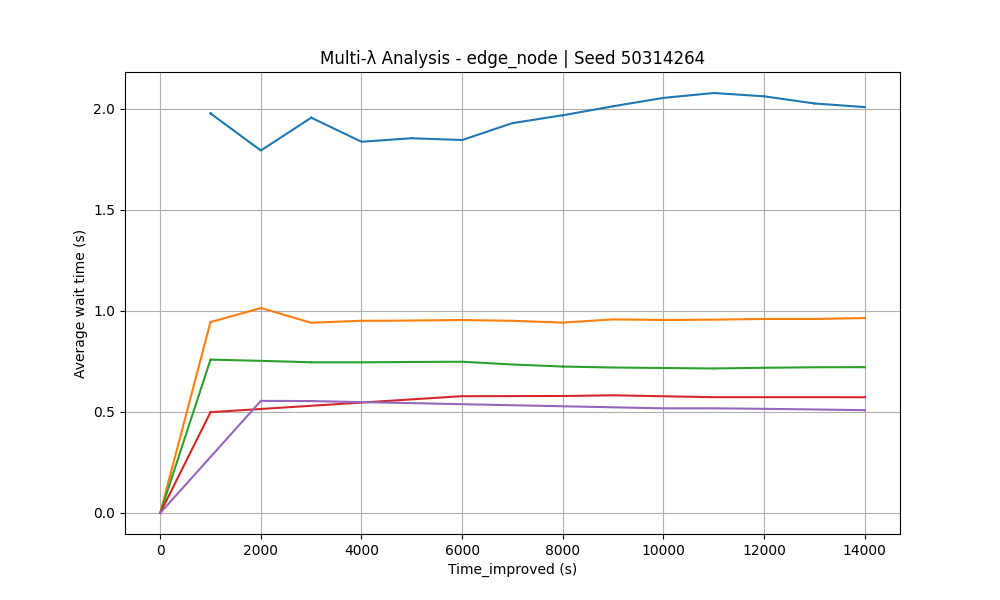 Multi-λ Analysis - edge_node | Seed 50314264
Average wait time (s)
2.0
1.5
1.0
0.5
0.0
0 2000 4000 6000 8000 10000 12000 14000
Time_improved (s)